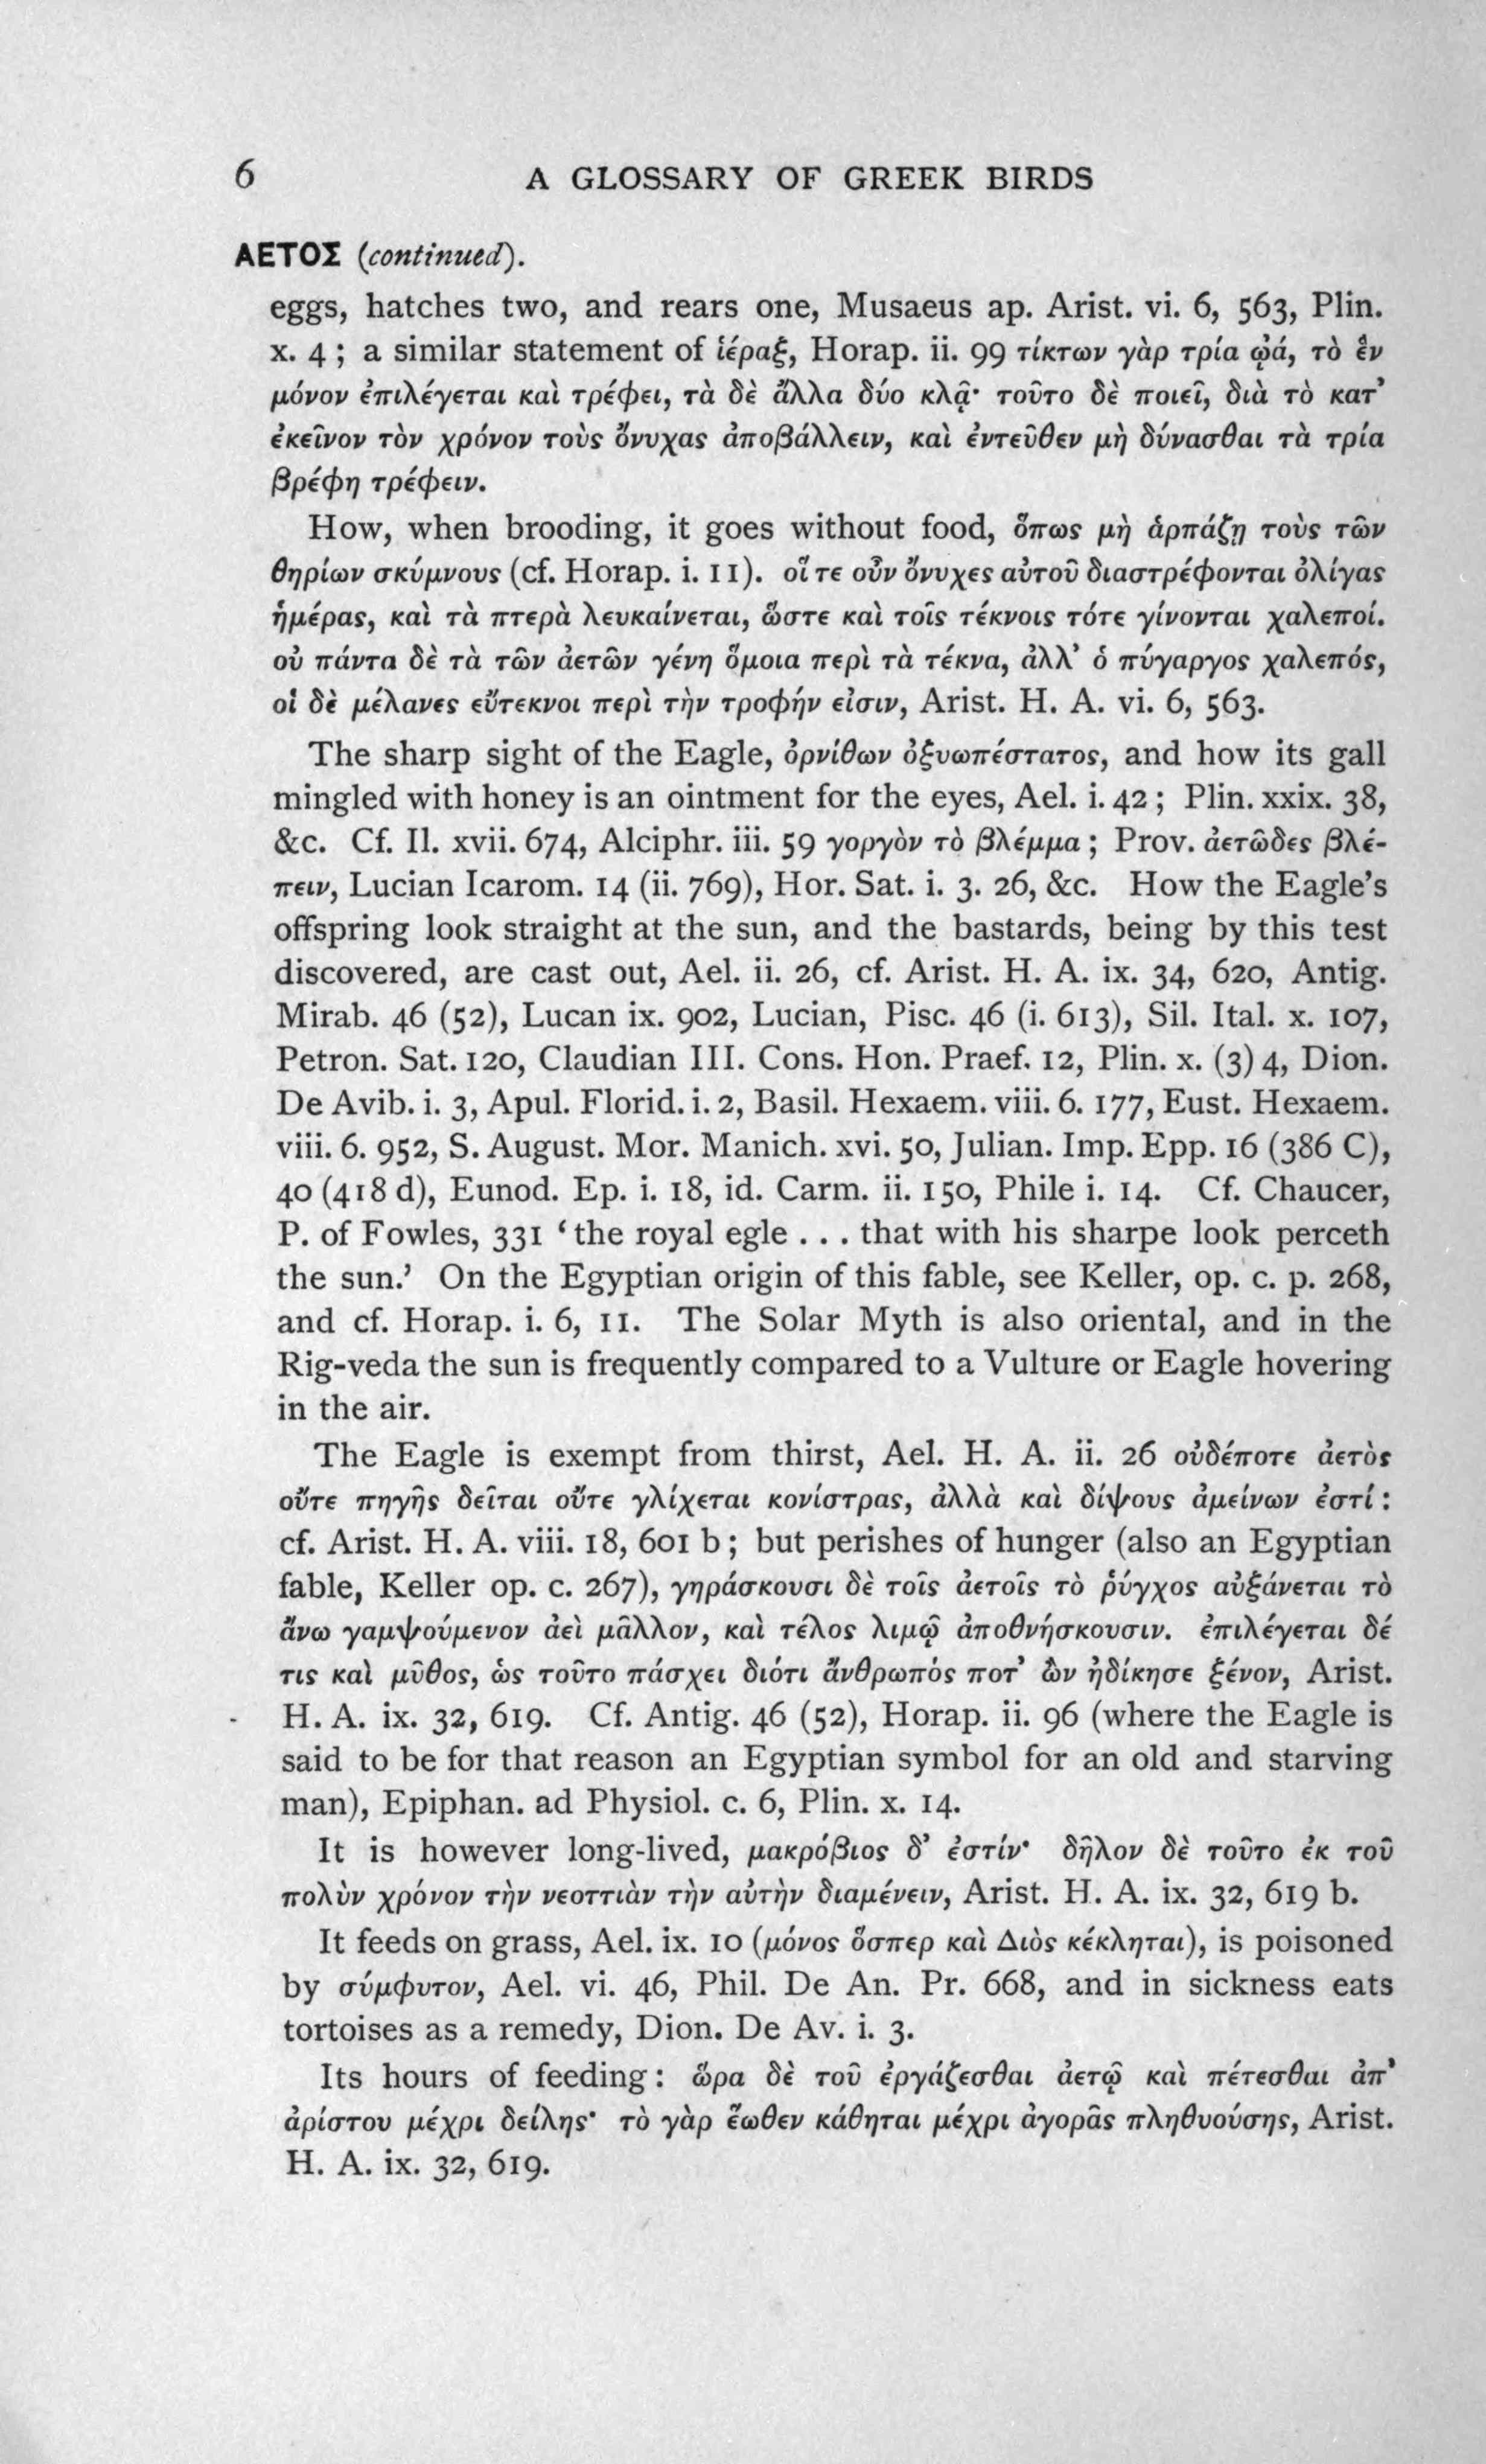 6 A GLOSSARY OF GREEK BIRDS
ΑΕΤΟΣ (continued).
eggs, hatches two, and rears one, Musaeus ap. Arist. vi. 6, 563, Plin.
x. 4 ; a similar statement of ἱέραξ, Horap. ii. 99 τίκτων γὰρ τρία ᾠά, τὸ ἓν
μόνον ἐπιλέγεται καὶ τρέφει, τὰ δὲ ἄλλα δύο κλᾷ· τοῦτο δὲ ποιεῖ, διὰ τὸ κατ᾽
ἐκεῖνον τὸν χρόνον τοὺς ὄνυχας ἀποβάλλειν, καὶ ἐντεῦθεν μὴ δύνασθαι τὰ τρία
βρέφη τρέφειν.
How, when brooding, it goes without food, ὅπως μὴ ἁρπάζῃ τοὺς τῶν
θηρίων σκύμνους (cf. Horap. i. 11). οἵ τε οὖν ὄνυχες αὐτοῦ διαστρέφονται ὀλίγας
ἡμέρας, καὶ τὰ πτερὰ λευκαίνεται, ὥστε καὶ τοῖς τέκνοις τότε γίνονται χαλεποί.
οὐ πάντα δὲ τὰ τῶν ἀετῶν γένη ὅμοια περὶ τὰ τέκνα, ἀλλ᾽ ὁ πύγαργος χαλεπός,
οἱ δὲ μέλανες εὔτεκνοι περὶ τὴν τροφήν εἰσιν, Arist. H. A. vi. 6, 563.
The sharp sight of the Eagle, ὀρνίθων ὀξυωπέστατος, and how its gall
mingled with honey is an ointment for the eyes, Ael. i. 42 ; Plin. xxix. 38,
&c. Cf. Il. xvii. 674, Alciphr. iii. 59 γοργὸν τὸ βλέμμα ; Prov. ἀετῶδες βλέ-
πειν, Lucian Icarom. 14 (ii. 769), Hor. Sat. i. 3. 26, &c. How the Eagle's
offspring look straight at the sun, and the bastards, being by this test
discovered, are cast out, Ael. ii. 26, cf. Arist. H. A. ix. 34, 620, Antig.
Mirab. 46 (52), Lucan ix. 902, Lucian, Pisc. 46 (i. 613), Sil. Ital. x. 107,
Petron. Sat. 120, Claudian III. Cons. Hon. Praef. 12, Plin. x. (3) 4, Dion.
De Avib. i. 3, Apul. Florid. i. 2, Basil. Hexaem. viii. 6. 177, Eust. Hexaem.
viii. 6. 952, S. August. Mor. Manich. xvi. 50, Julian. Imp. Epp. 16 (386 C),
40 (418 d), Eunod. Ep. i. 18, id. Carm. ii. 150, Phile i. 14. Cf. Chaucer,
P. of Fowles, 331 ‘the royal egle . . . that with his sharpe look perceth
the sun.’ On the Egyptian origin of this fable, see Keller, op. c. p. 268,
and cf. Horap. i. 6, 11. The Solar Myth is also oriental, and in the
Rig-veda the sun is frequently compared to a Vulture or Eagle hovering
in the air.
The Eagle is exempt from thirst, Ael. H. A. ii. 26 οὐδέποτε ἀετὸς
οὔτε πηγῆς δεῖται οὔτε γλίχεται κονίστρας, ἀλλὰ καὶ δίψους ἀμείνων ἐστί :
cf. Arist. H. A. viii. 18, 601 b ; but perishes of hunger (also an Egyptian
fable, Keller op. c. 267), γηράσκουσι δὲ τοῖς ἀετοῖς τὸ ῥύγχος αὐξάνεται τὸ
ἄνω γαμψούμενον ἀεὶ μᾶλλον, καὶ τέλος λιμῷ ἀποθνήσκουσιν. ἐπιλέγεται δέ
τις καὶ μῦθος, ὡς τοῦτο πάσχει διότι ἄνθρωπός ποτ᾽ ὢν ἠδίκησε ξένον, Arist.
H. A. ix. 32, 619. Cf. Antig. 46 (52), Horap. ii. 96 (where the Eagle is
said to be for that reason an Egyptian symbol for an old and starving
man), Epiphan. ad Physiol. c. 6, Plin. x. 14.
It is however long-lived, μακρόβιος δ᾽ ἐστίν· δῆλον δὲ τοῦτο ἐκ τοῦ
πολὺν χρόνον τὴν νεοττιὰν τὴν αὐτὴν διαμένειν, Arist. H. A. ix. 32, 619 b.
It feeds on grass, Ael. ix. 10 (μόνος ὅσπερ καὶ Διὸς κέκληται), is poisoned
by σύμφυτον, Ael. vi. 46, Phil. De An. Pr. 668, and in sickness eats
tortoises as a remedy, Dion. De Av. i. 3.
Its hours of feeding : ὥρα δὲ τοῦ ἐργάζεσθαι ἀετῷ καὶ πέτεσθαι ἀπ᾽
ἀρίστου μέχρι δείλης· τὸ γὰρ ἕωθεν κάθηται μέχρι ἀγορᾶς πληθυούσης, Arist.
H. A. ix. 32, 619.